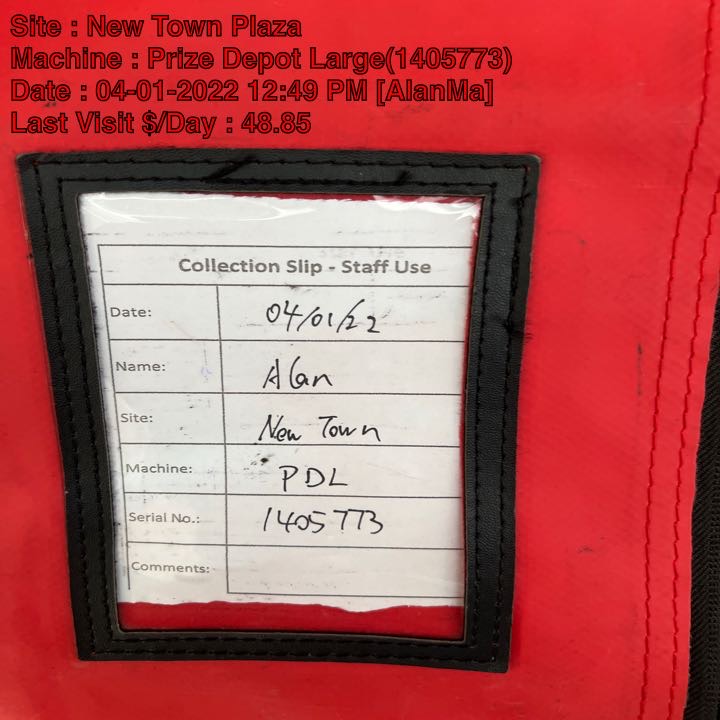 Site : New Town Plaza
Machine : Prize Depot Large(1405773)
Date : 04-01-2022 12:49 PM [AlanMa]
Last Visit $/Day : 48.85
Collection Slip - Staff Use
Date: 04/01/22
Name: Alan
Site: New Town
Machine: PDL
Serial No.: 1405773
Comments: